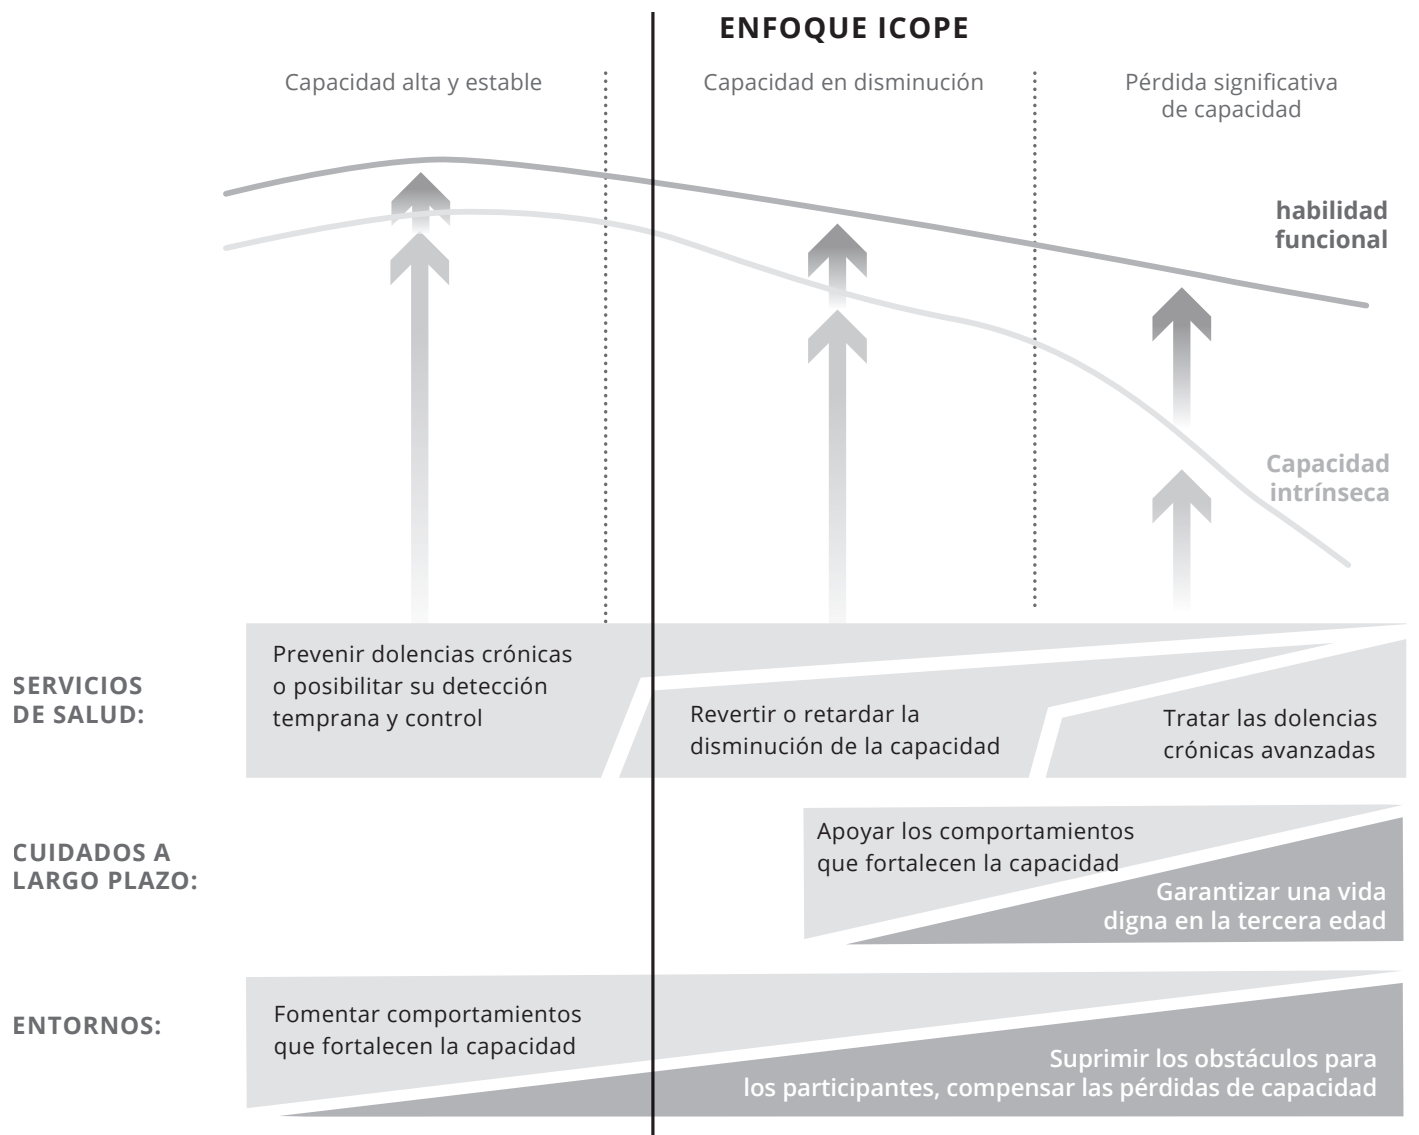 ENFOQUE ICOPE
Capacidad alta y estable
Capacidad en disminución
Pérdida significativa
de capacidad
habilidad
funcional
Capacidad
intrínseca
SERVICIOS
DE SALUD:
Prevenir dolencias crónicas
o posibilitar su detección
temprana y control
Revertir o retardar la
disminución de la capacidad
Tratar las dolencias
crónicas avanzadas
CUIDADOS A
LARGO PLAZO:
Apoyar los comportamientos
que fortalecen la capacidad
Garantizar una vida
digna en la tercera edad
ENTORNOS:
Fomentar comportamientos
que fortalecen la capacidad
Suprimir los obstáculos para
los participantes, compensar las pérdidas de capacidad